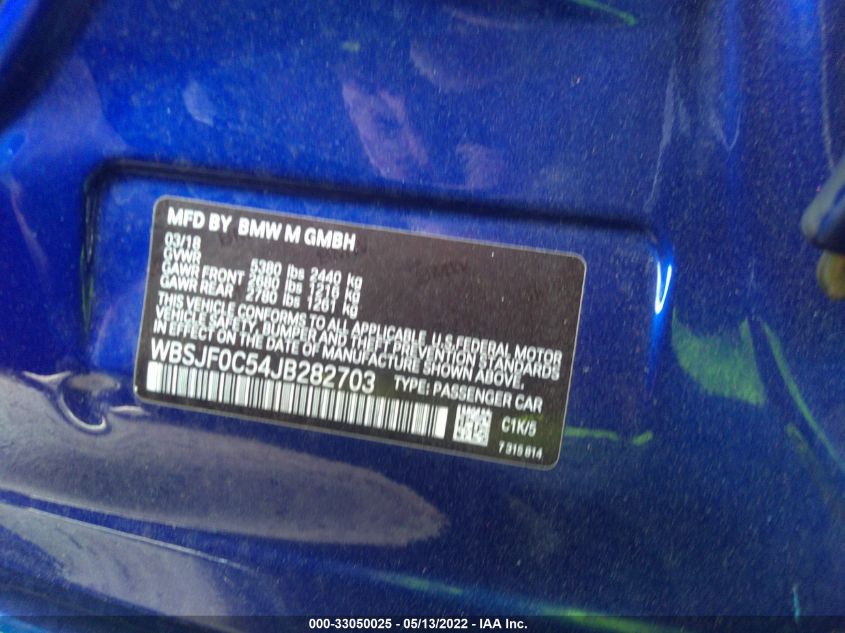 MFD BY BMW M GMBH
03/18
GVWR 5380 lbs 2440 kg
GAWR FRONT 2680 lbs 1216 kg
GAWR REAR 2780 lbs 1261 kg
THIS VEHICLE CONFORMS TO ALL APPLICABLE U.S. FEDERAL MOTOR
VEHICLE SAFETY, BUMPER AND THEFT PREVENTION STANDARDS
IN EFFECT ON THE DATE OF MANUFACTURE SHOWN ABOVE.
WBSJF0C54JB282703 TYPE: PASSENGER CAR
C1K/5
7 315 814
000-33050025 - 05/13/2022 - IAA Inc.